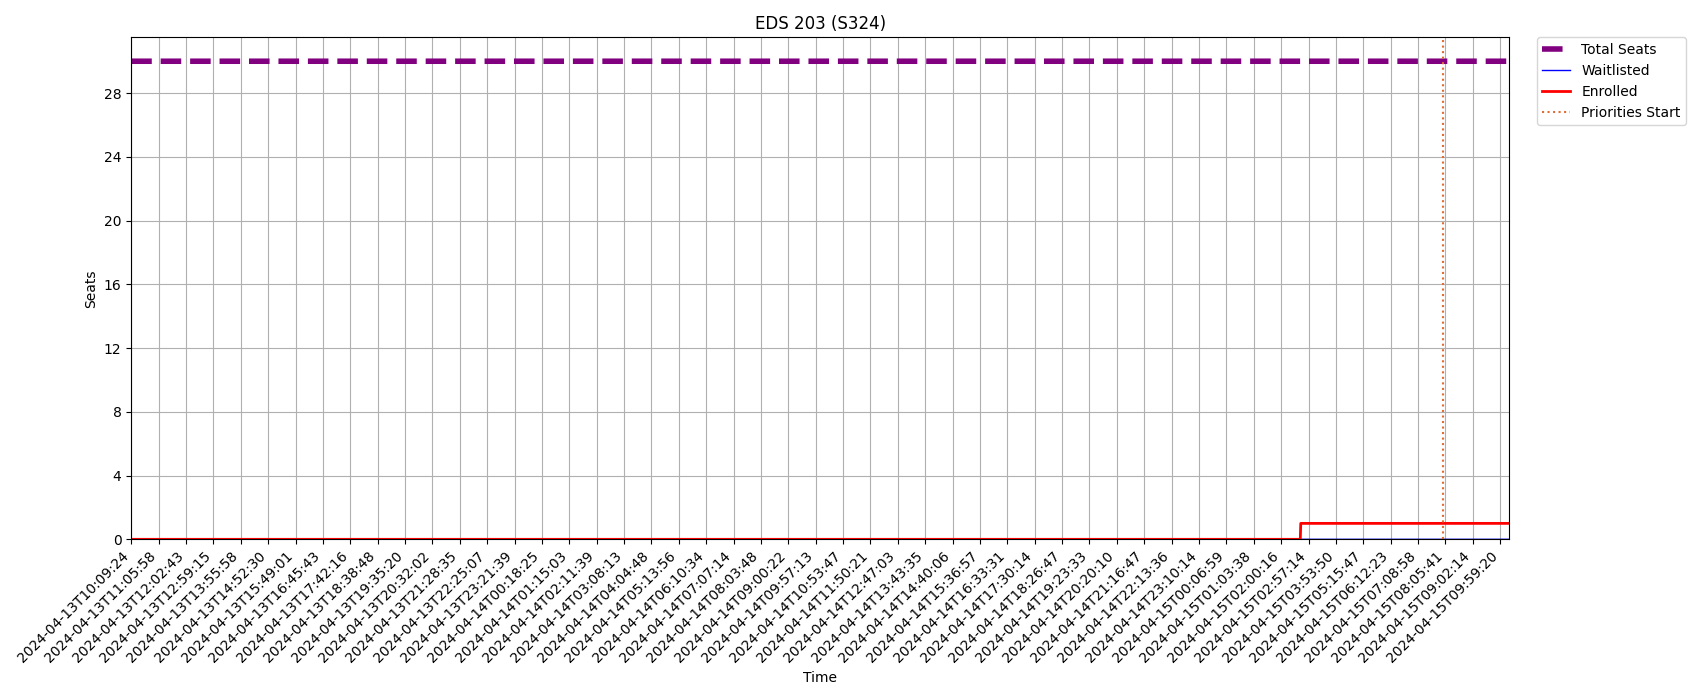 EDS 203 (S324)
Total Seats
Waitlisted
Enrolled
Priorities Start
Seats
28
24
20
16
12
8
4
0
2024-04-13T10:09:24
2024-04-13T11:05:58
2024-04-13T12:02:43
2024-04-13T12:59:15
2024-04-13T13:55:58
2024-04-13T14:52:30
2024-04-13T15:49:01
2024-04-13T16:45:43
2024-04-13T17:42:16
2024-04-13T18:38:48
2024-04-13T19:35:20
2024-04-13T20:32:02
2024-04-13T21:28:35
2024-04-13T22:25:07
2024-04-13T23:21:39
2024-04-14T00:18:25
2024-04-14T01:15:03
2024-04-14T02:11:39
2024-04-14T03:08:13
2024-04-14T04:04:48
2024-04-14T05:13:56
2024-04-14T06:10:34
2024-04-14T07:07:14
2024-04-14T08:03:48
2024-04-14T09:00:22
2024-04-14T09:57:13
2024-04-14T10:53:47
2024-04-14T11:50:21
2024-04-14T12:47:03
2024-04-14T13:43:35
2024-04-14T14:40:06
2024-04-14T15:36:57
2024-04-14T16:33:31
2024-04-14T17:30:14
2024-04-14T18:26:47
2024-04-14T19:23:33
2024-04-14T20:20:10
2024-04-14T21:16:47
2024-04-14T22:13:36
2024-04-14T23:10:14
2024-04-15T00:06:59
2024-04-15T01:03:38
2024-04-15T02:00:16
2024-04-15T02:57:14
2024-04-15T03:53:50
2024-04-15T05:15:47
2024-04-15T06:12:23
2024-04-15T07:08:58
2024-04-15T08:05:41
2024-04-15T09:02:14
2024-04-15T09:59:20
Time